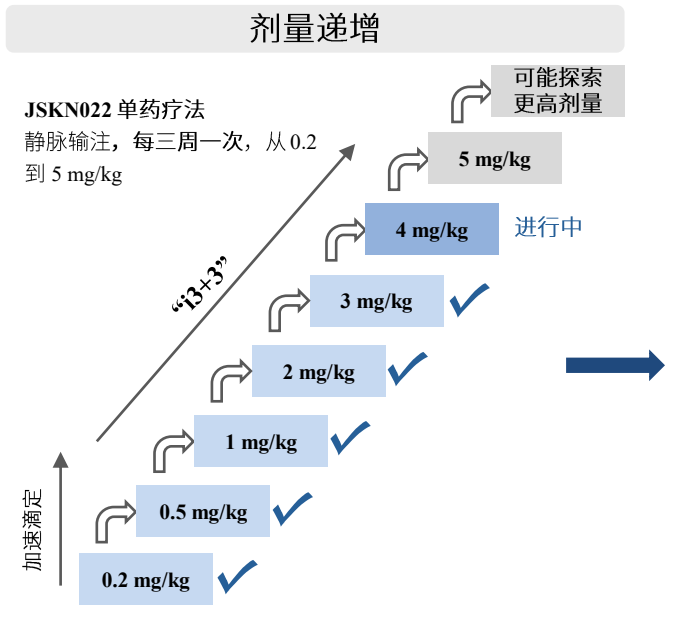 剂量递增
JSKN022 单药疗法
静脉输注，每三周一次，从 0.2
到 5 mg/kg
可能探索
更高剂量
5 mg/kg
4 mg/kg
进行中
“i3+3”
3 mg/kg
2 mg/kg
1 mg/kg
加速滴定
0.5 mg/kg
0.2 mg/kg